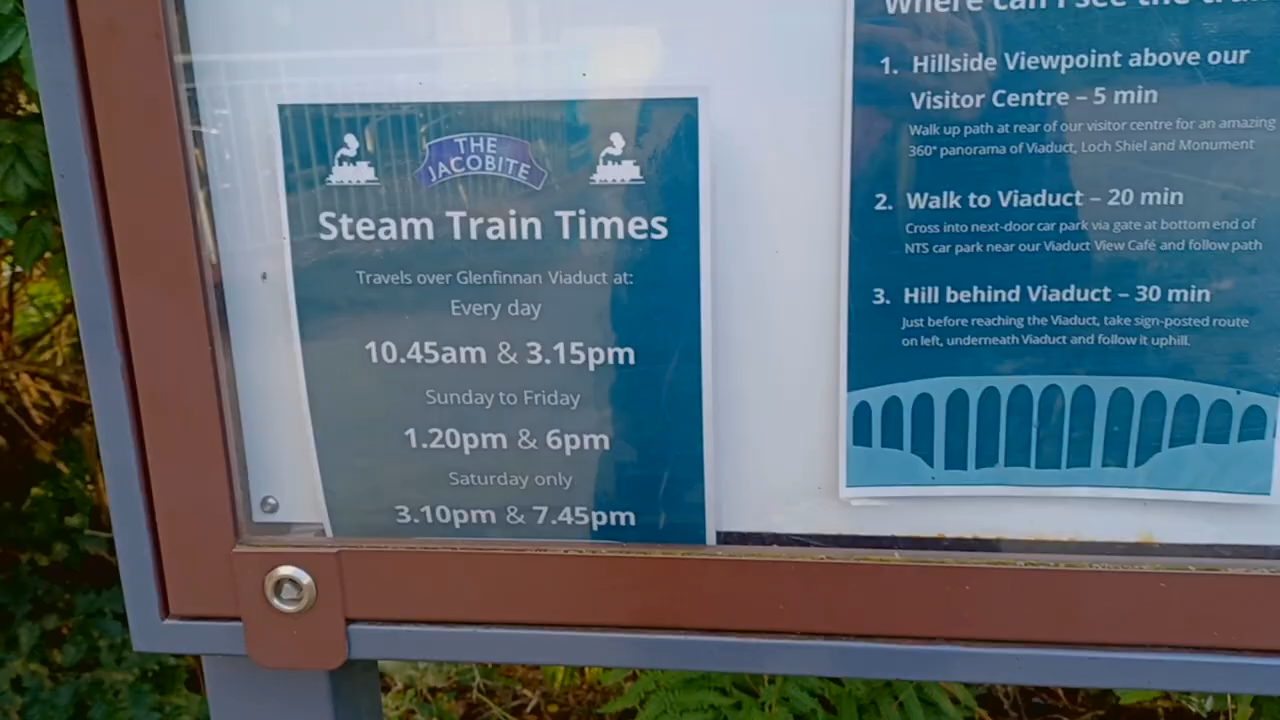 THE
JACOBITE
Steam Train Times
Travels over Glenfinnan Viaduct at:
Every day
10.45am & 3.15pm
Sunday to Friday
1.20pm & 6pm
Saturday only
3.10pm & 7.45pm
Where can I see the
1. Hillside Viewpoint above our
Visitor Centre – 5 min
Walk up path at rear of our visitor centre for an amazing
360° panorama of Viaduct, Loch Shiel and Monument
2. Walk to Viaduct – 20 min
Cross into next-door car park via gate at bottom end of
NTS car park near our Viaduct View Café and follow path
3. Hill behind Viaduct – 30 min
Just before reaching the Viaduct, take sign-posted route
on left, underneath Viaduct and follow it uphill.